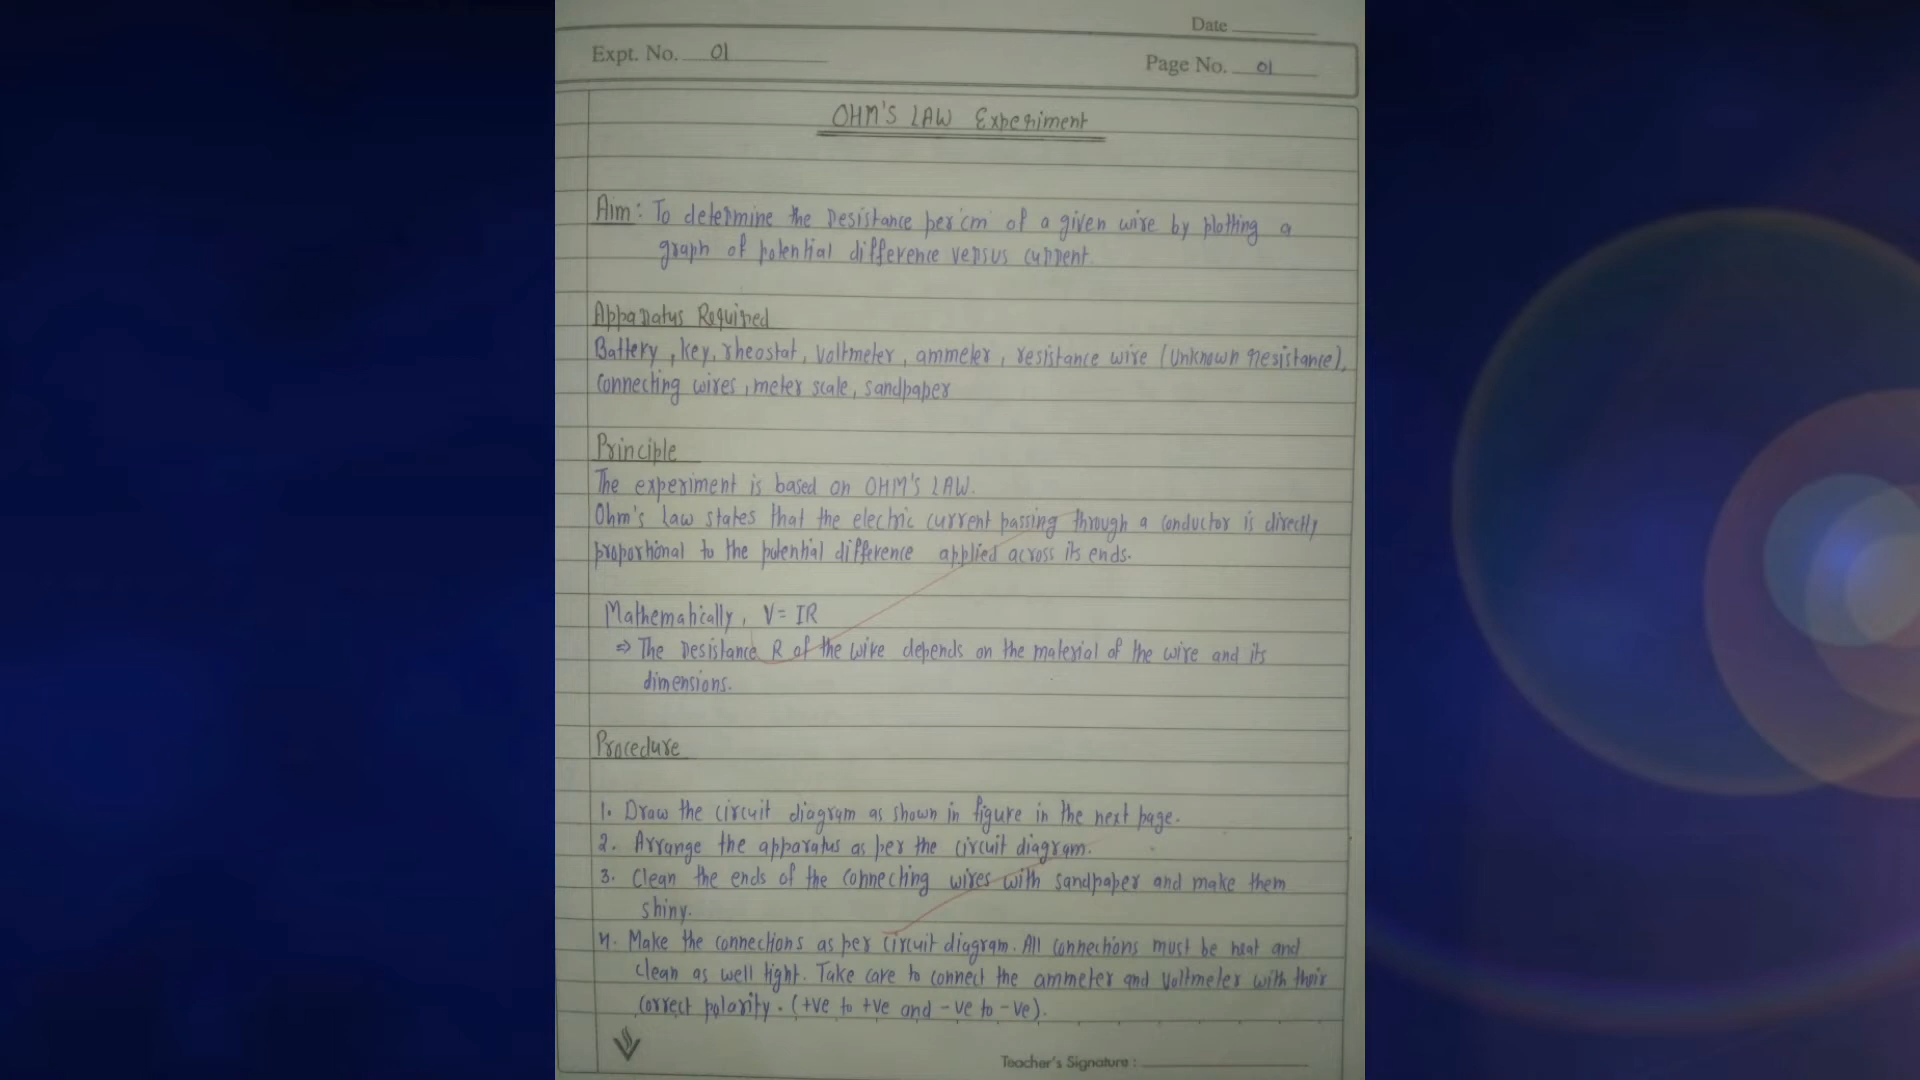 Date
Expt. No. 01
Page No. 01
OHM'S LAW Experiment
Aim: To determine the resistance per cm of a given wire by plotting a
graph of potential difference versus current
Apparatus Required
Battery, key, rheostat, voltmeter, ammeter, resistance wire (unknown resistance),
connecting wires, meter scale, sandpaper
Principle
The experiment is based on OHM'S LAW.
Ohm's law states that the electric current passing through a conductor is directly
proportional to the potential difference applied across its ends.
Mathematically, V = IR
⇒ The resistance R of the wire depends on the material of the wire and its
dimensions.
Procedure
1. Draw the circuit diagram as shown in figure in the next page.
2. Arrange the apparatus as per the circuit diagram.
3. Clean the ends of the connecting wires with sandpaper and make them
shiny.
4. Make the connections as per circuit diagram. All connections must be neat and
clean as well tight. Take care to connect the ammeter and voltmeter with their
correct polarity. (+ve to +ve and -ve to -ve).
Teacher's Signature :